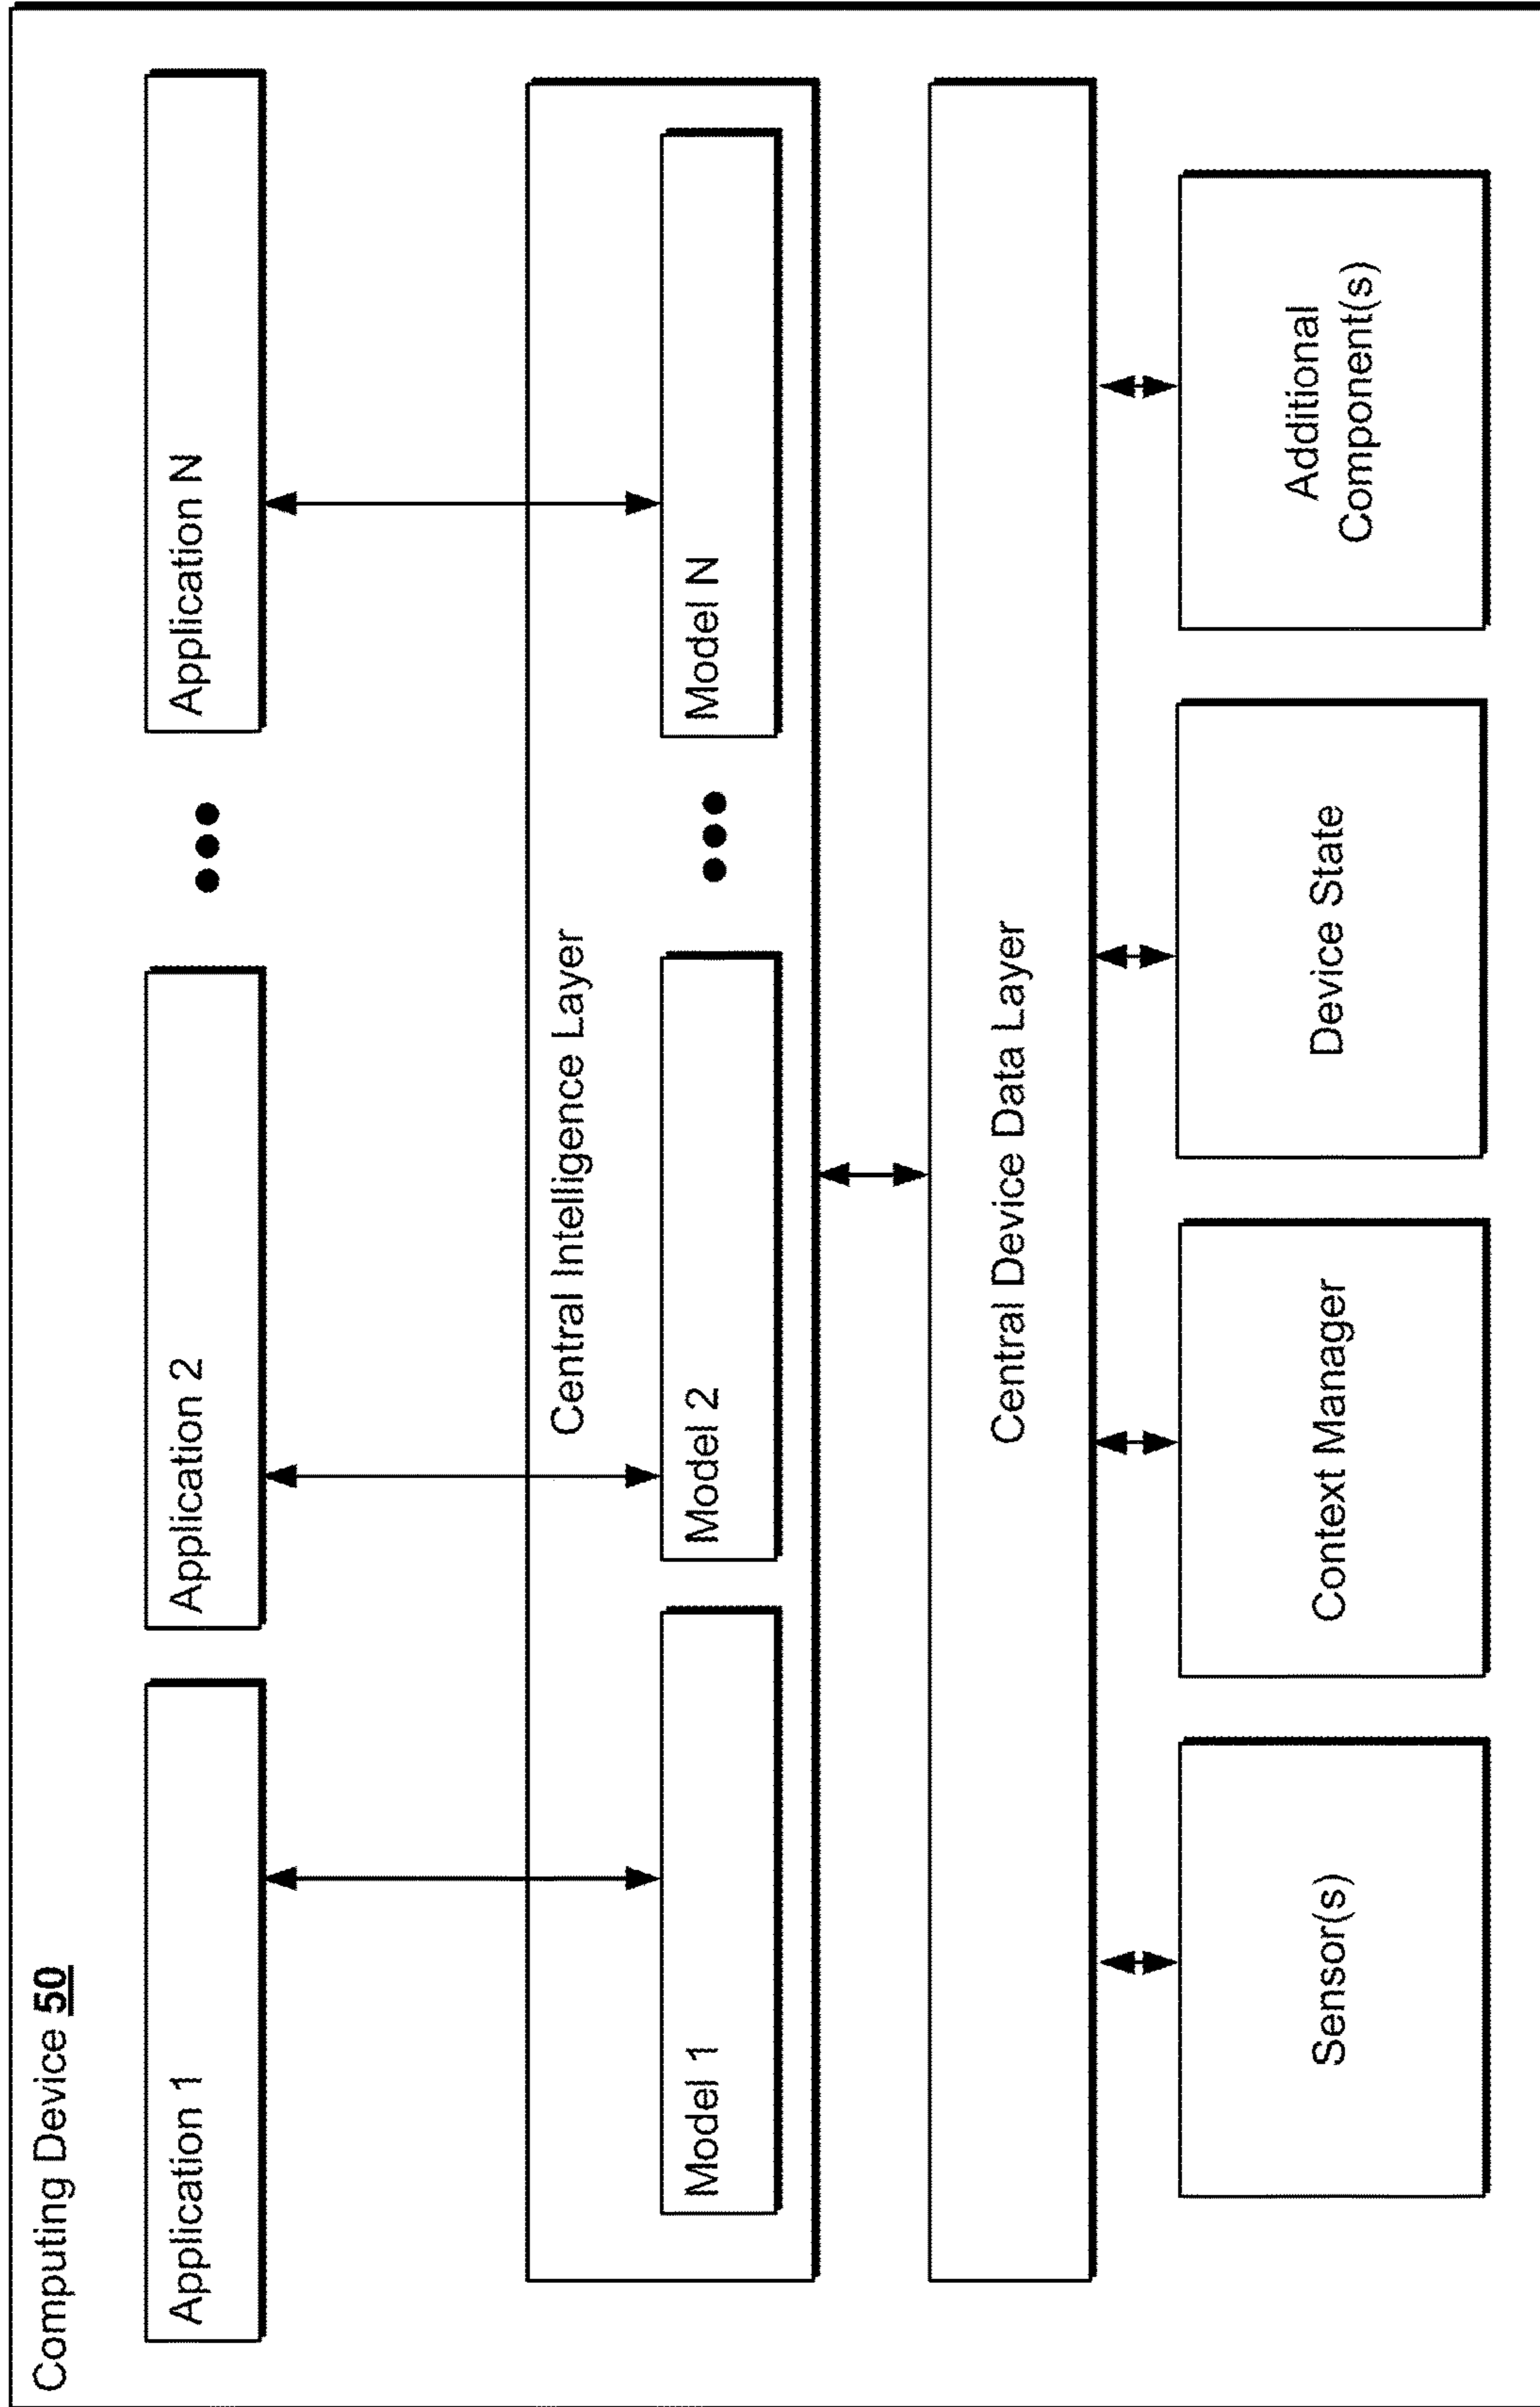 Computing Device 50
Application 1
Application 2
Application N
Central Intelligence Layer
Model 1
Model 2
Model N
Central Device Data Layer
Sensor(s)
Context Manager
Device State
Additional
Component(s)